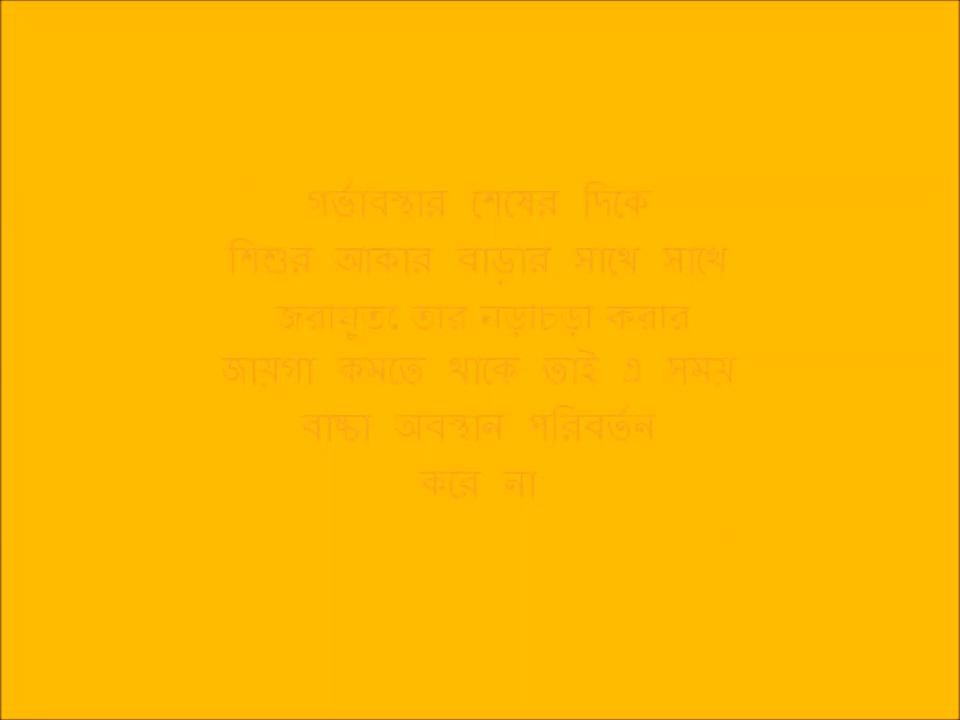 গর্ভাবস্থার শেষের দিকে
শিশুর আকার বাড়ার সাথে সাথে
জরায়ুতে তার নড়াচড়া করার
জায়গা কমতে থাকে তাই এ সময়
বাচ্চা অবস্থান পরিবর্তন
করে না